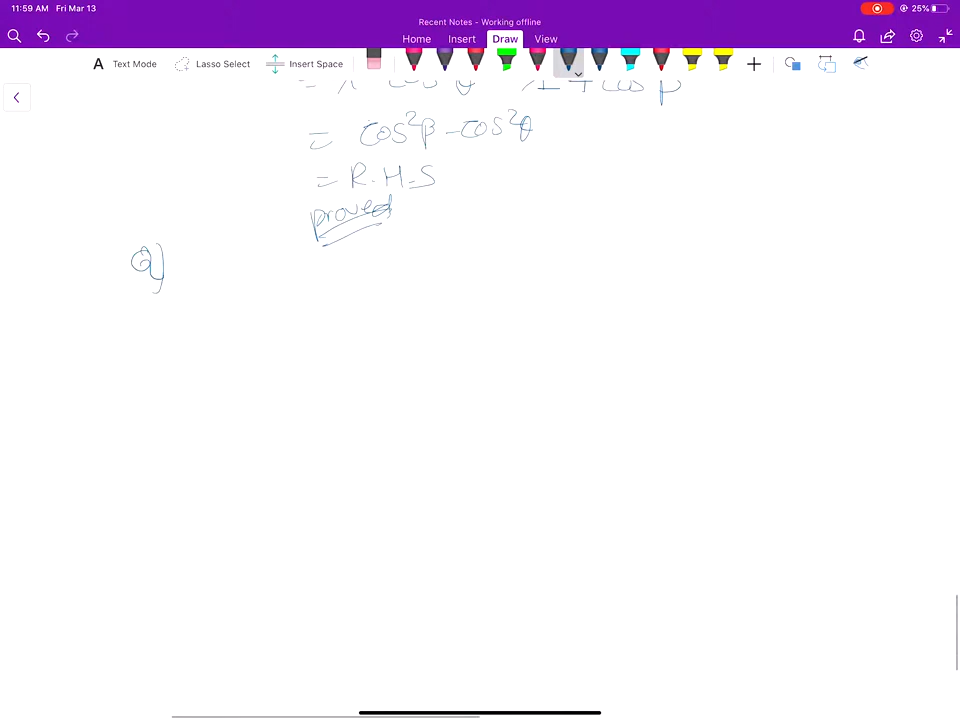 11:59 AM Fri Mar 13
25%
Recent Notes - Working offline
Home Insert Draw View
A Text Mode Lasso Select Insert Space
= cos²β - cos²θ
= R.H.S
proved
Q)